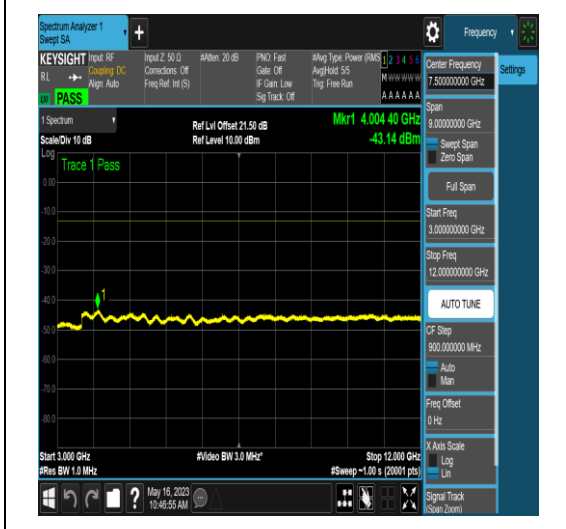 Spectrum Analyzer 1
Swept SA
+
Frequency
KEYSIGHT
Input: RF
Coupling: DC
Align: Auto
Input Z: 50 Ω
Corrections: Off
Freq Ref: Int (S)
#Atten: 20 dB
PNO: Fast
Gate: Off
IF Gain: Low
Sig Track: Off
#Avg Type: Power (RMS
Avg|Hold: 5/5
Trig: Free Run
1 2 3 4 5 6
M W W W W W
A A A A A A
R L
PASS
1 Spectrum
Scale/Div 10 dB
Ref Lvl Offset 21.50 dB
Ref Level 10.00 dBm
Mkr1 4.004 40 GHz
-43.14 dBm
Log
Trace 1 Pass
0.00
-10.0
-20.0
-30.0
-40.0
-50.0
-60.0
-70.0
-80.0
1
Start 3.000 GHz
#Res BW 1.0 MHz
#Video BW 3.0 MHz*
Stop 12.000 GHz
#Sweep ~1.00 s (20001 pts)
?
May 16, 2023
10:46:55 AM
Center Frequency
7.500000000 GHz
Settings
Span
9.00000000 GHz
Swept Span
Zero Span
Full Span
Start Freq
3.000000000 GHz
Stop Freq
12.000000000 GHz
AUTO TUNE
CF Step
900.000000 MHz
Auto
Man
Freq Offset
0 Hz
X Axis Scale
Log
Lin
Signal Track
(Span Zoom)